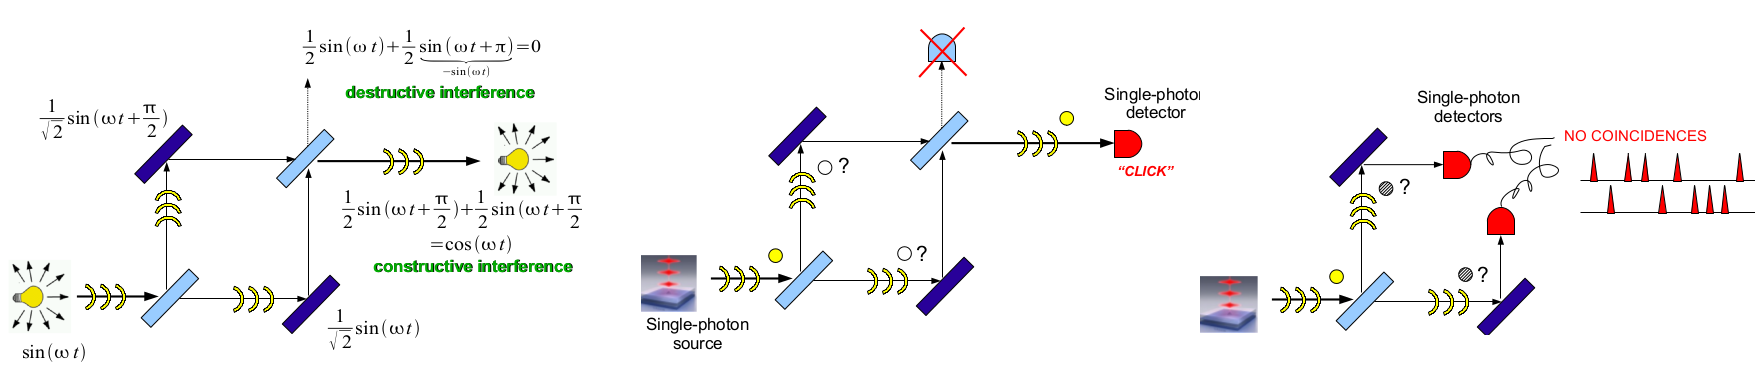 1/2 sin(ω t)+1/2 sin(ω t+π)=0
−sin(ω t)
destructive interference
1/√2 sin(ω t+π/2)
1/2 sin(ω t+π/2)+1/2 sin(ω t+π/2
=cos(ω t)
constructive interference
1/√2 sin(ω t)
sin(ω t)
Single-photon
detector
"CLICK"
?
?
Single-photon
source
Single-photon
detectors
NO COINCIDENCES
?
?